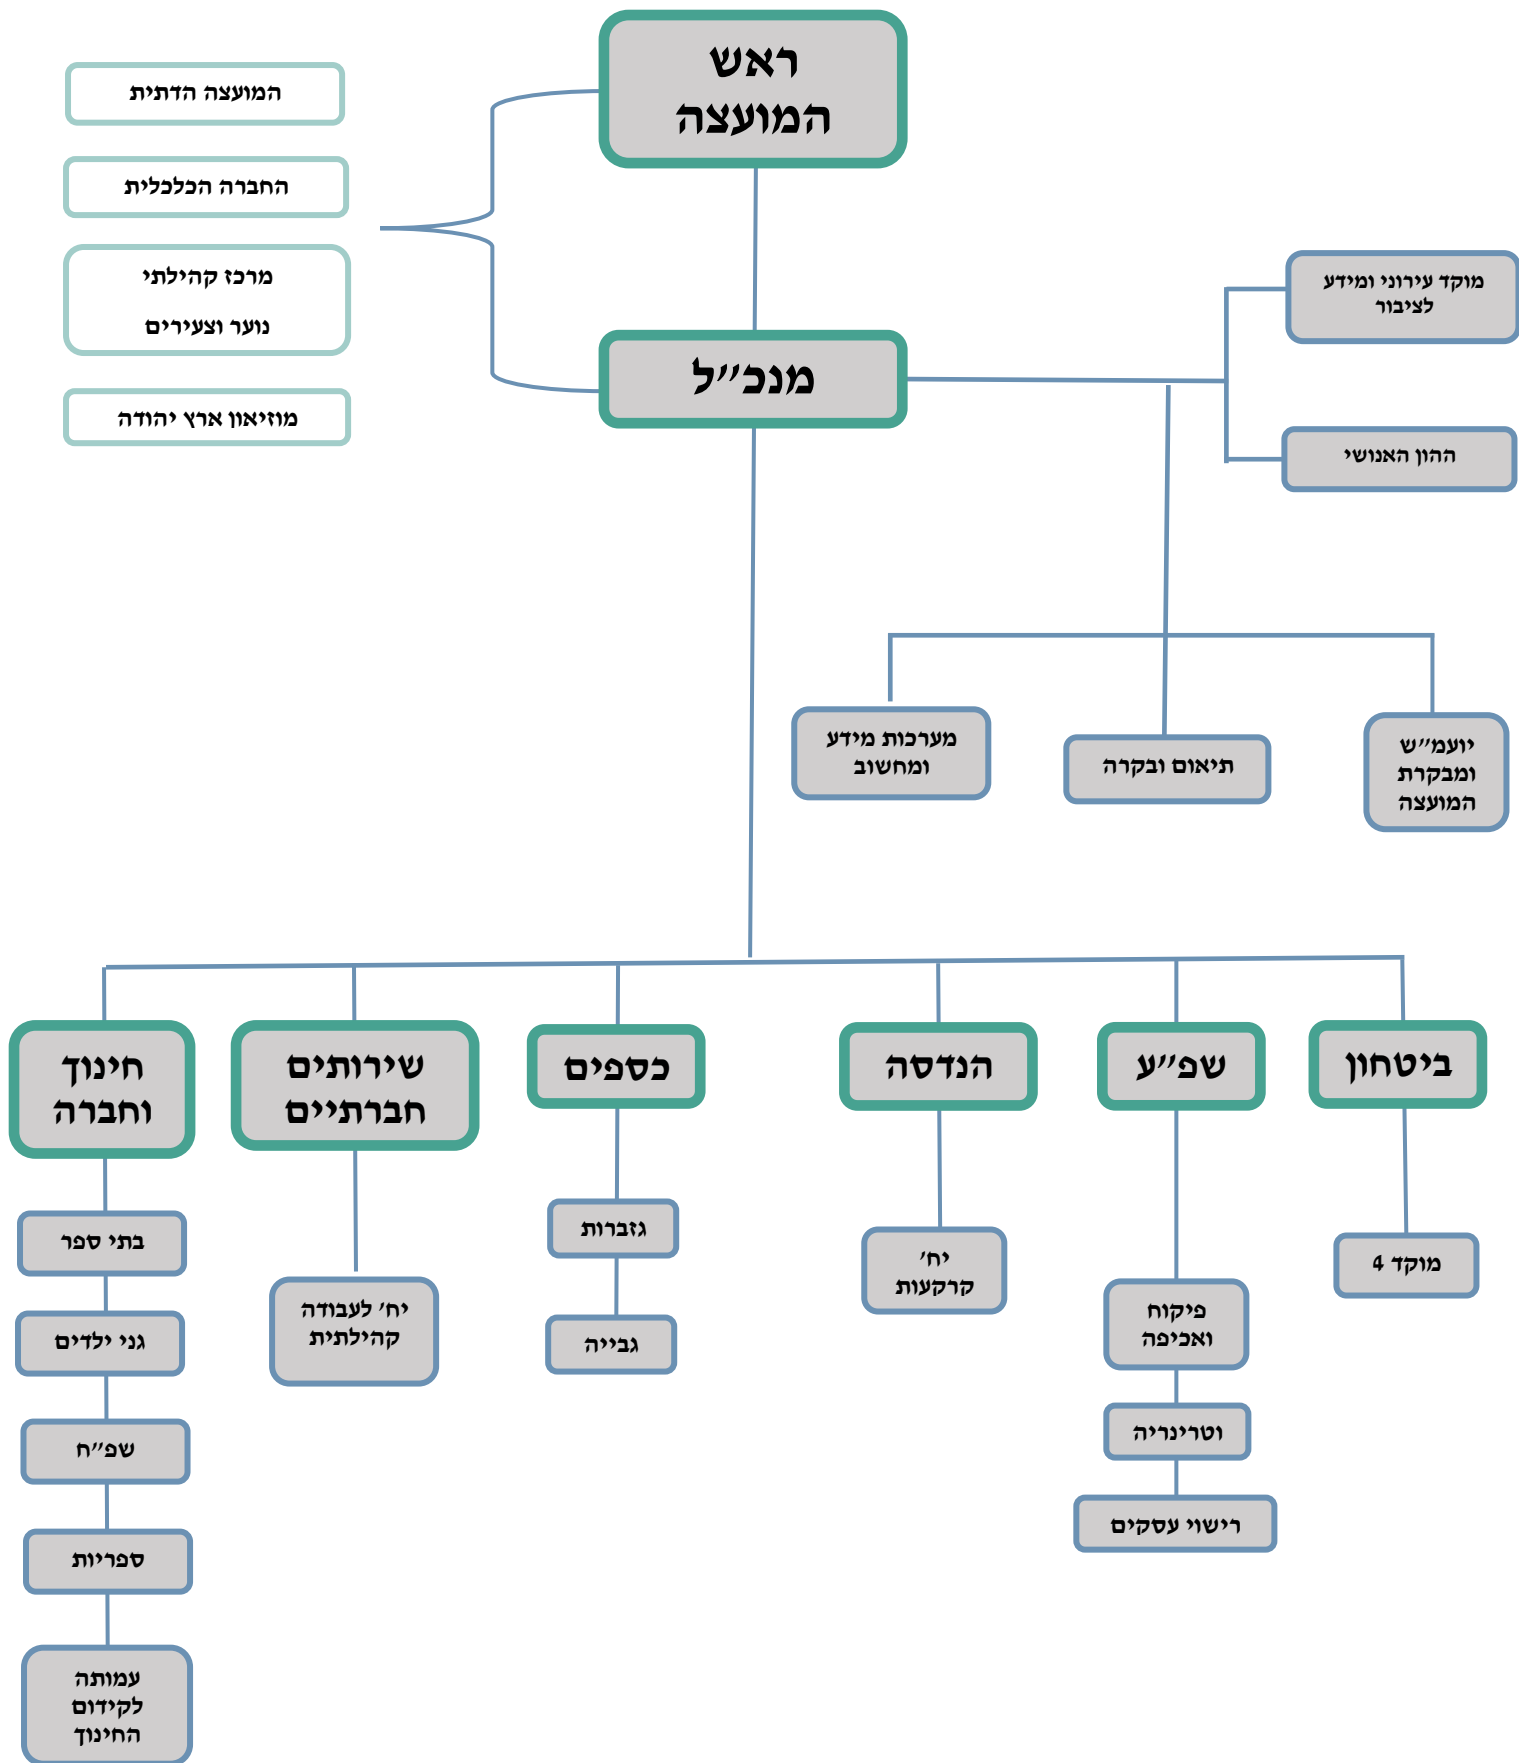 ראש
המועצה
המועצה הדתית
החברה הכלכלית
מרכז קהילתי
נוער וצעירים
מוזיאון ארץ יהודה
מנכ״ל
מוקד עירוני ומידע
לציבור
ההון האנושי
יועמ״ש
ומבקרת
המועצה
תיאום ובקרה
מערכות מידע
ומחשוב
ביטחון
שפ״ע
הנדסה
כספים
שירותים
חברתיים
חינוך
וחברה
מוקד 4
פיקוח
ואכיפה
וטרינריה
רישוי עסקים
יח׳
קרקעות
גזברות
גבייה
יח׳ לעבודה
קהילתית
בתי ספר
גני ילדים
שפ״ח
ספריות
עמותה
לקידום
החינוך